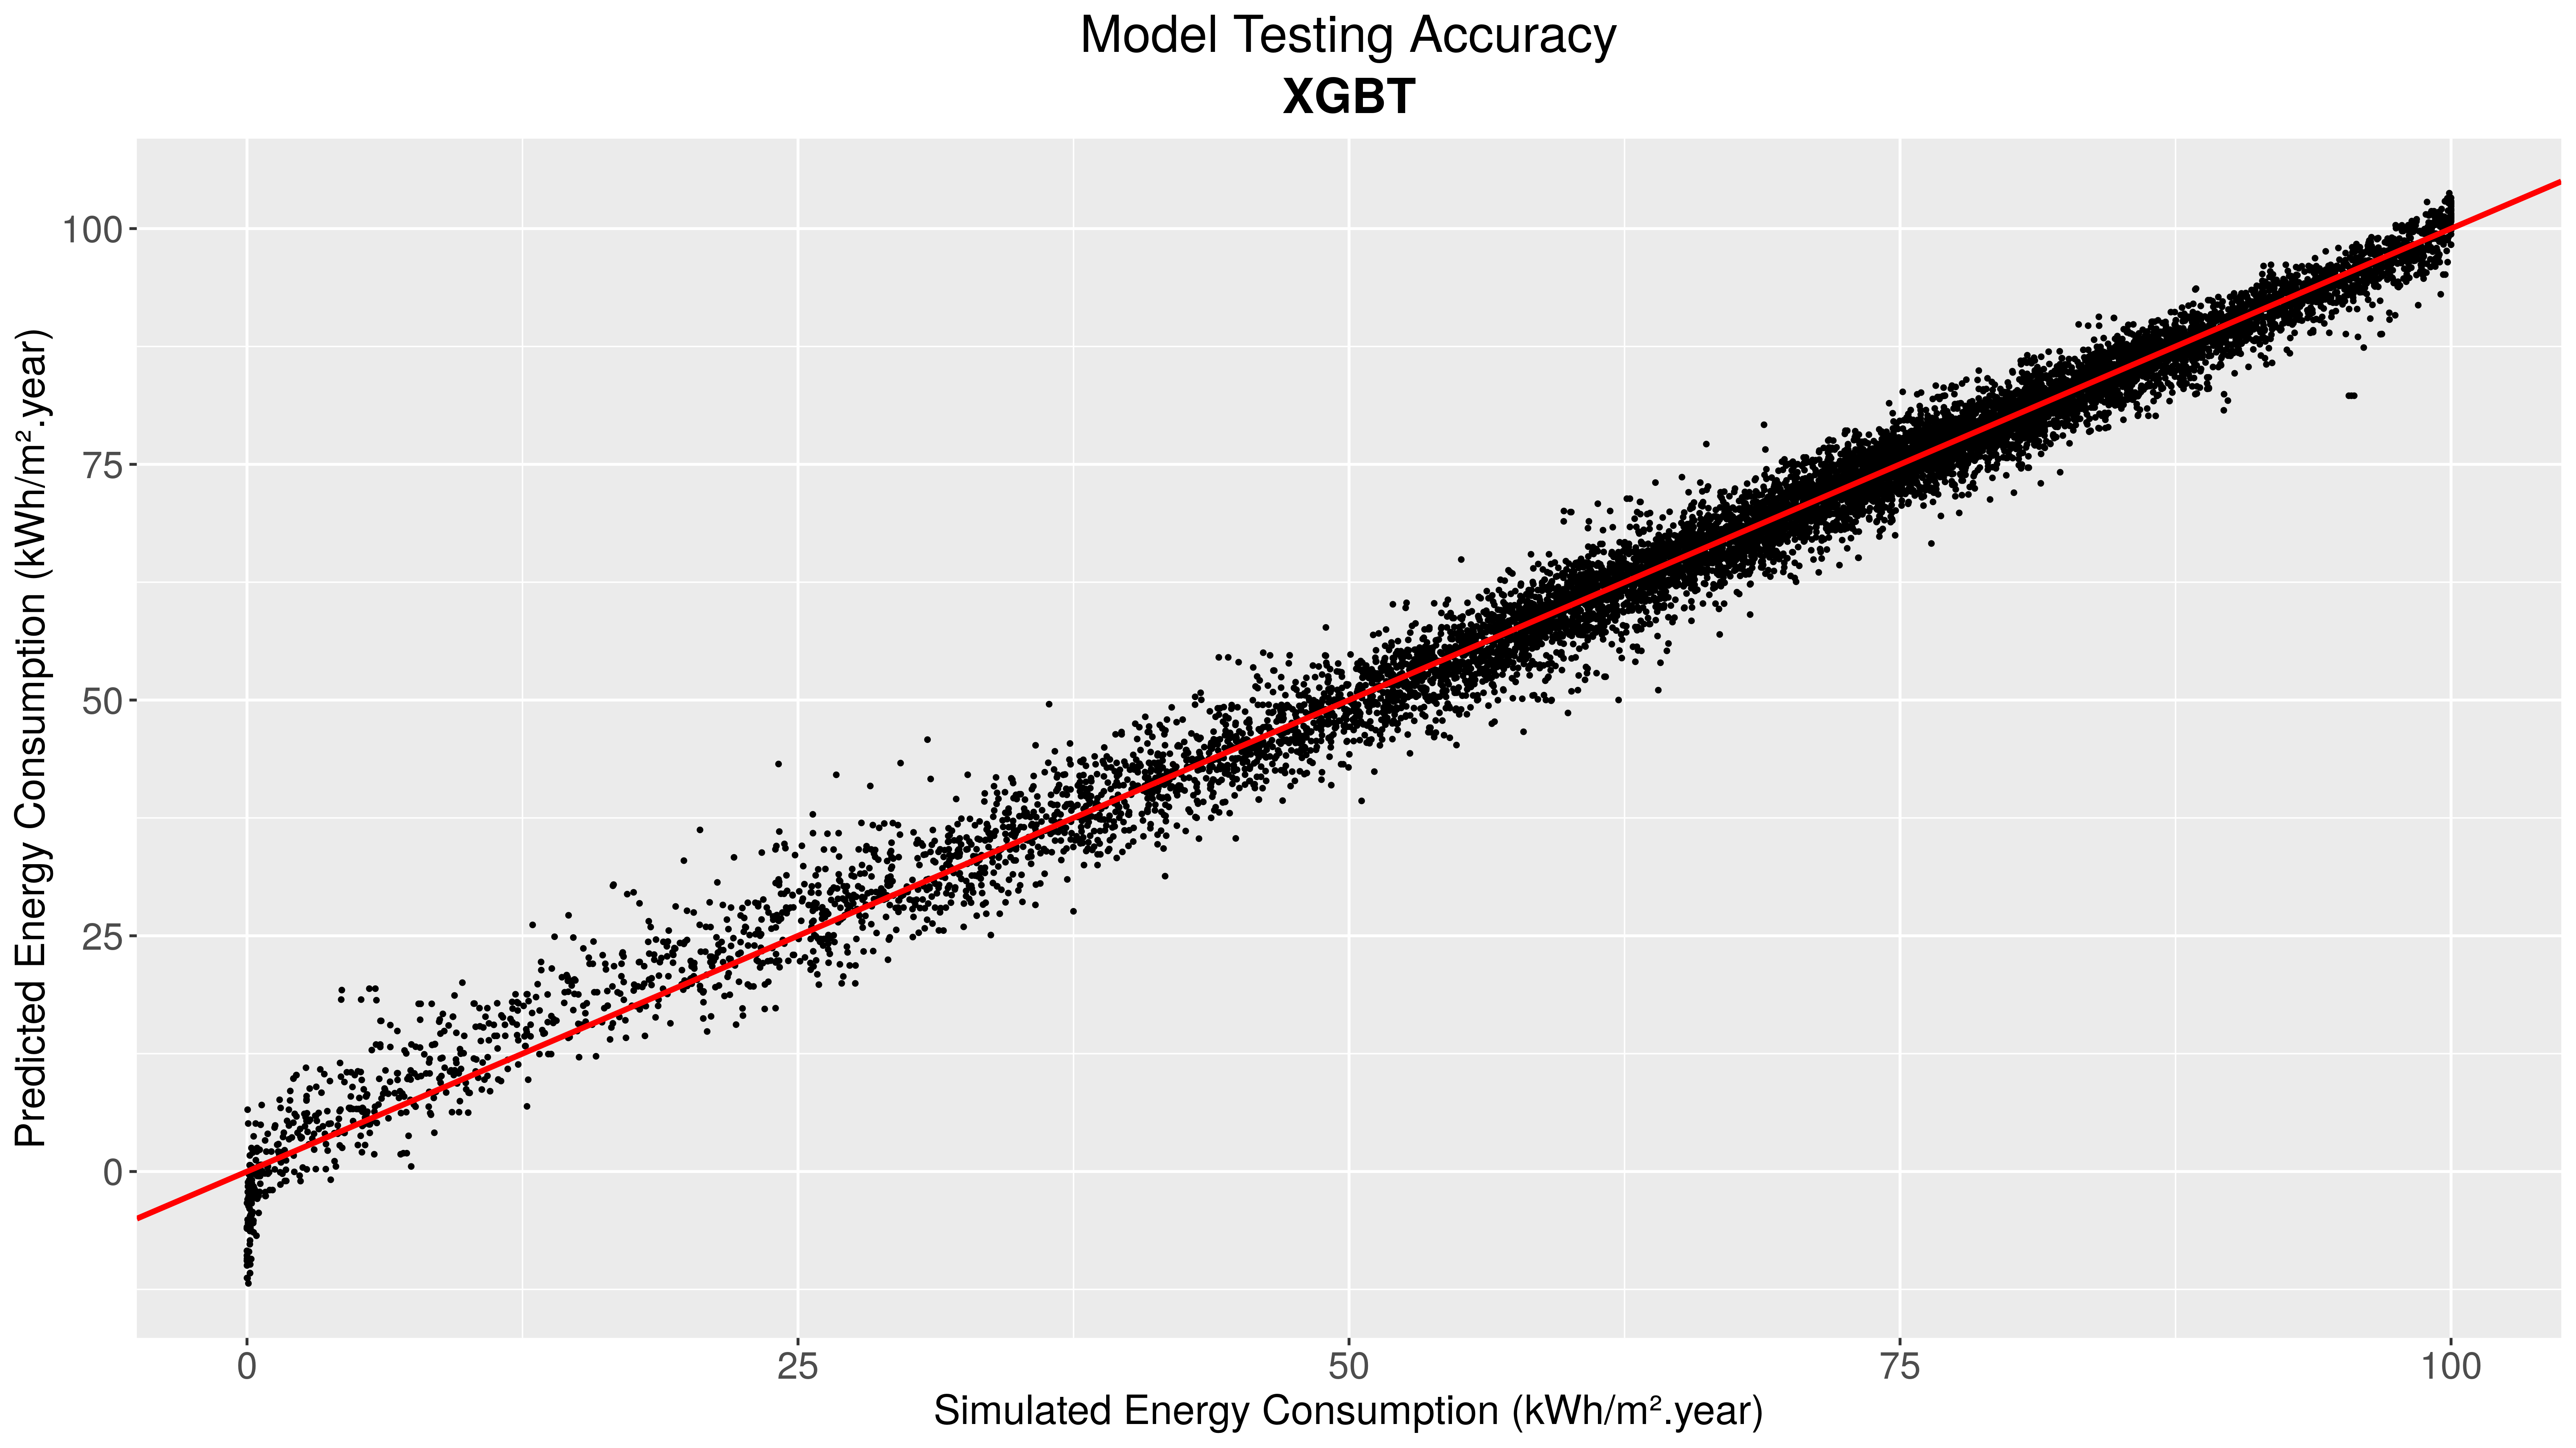 Model Testing Accuracy
XGBT
Predicted Energy Consumption (kWh/m².year)
100
75
50
25
0
0 25 50 75 100
Simulated Energy Consumption (kWh/m².year)